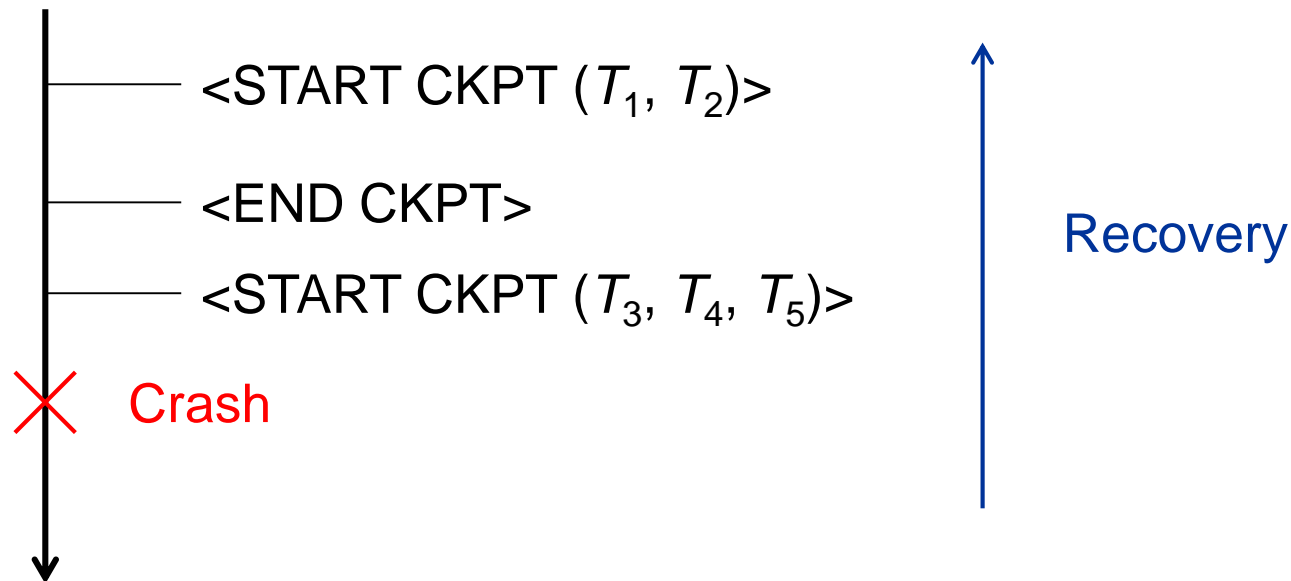 <START CKPT (T₁, T₂)>
<END CKPT>
Recovery
<START CKPT (T₃, T₄, T₅)>
Crash